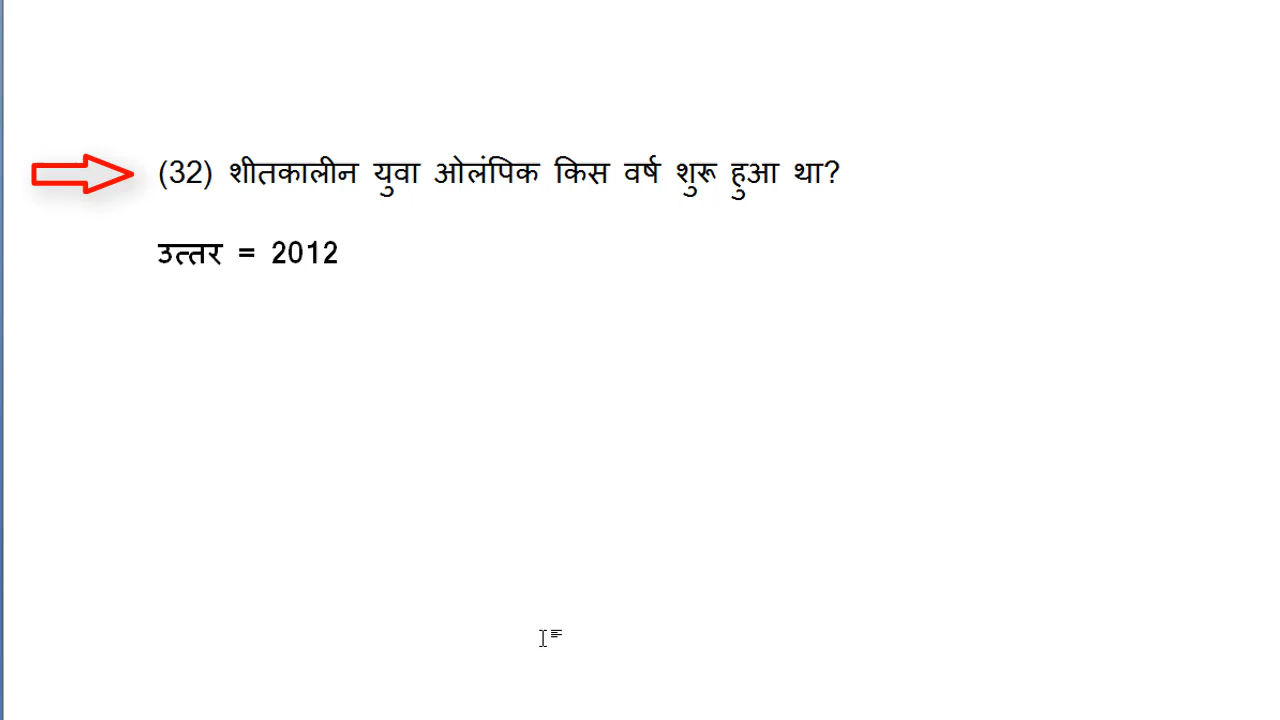 (32) शीतकालीन युवा ओलंपिक किस वर्ष शुरू हुआ था?
उत्तर = 2012